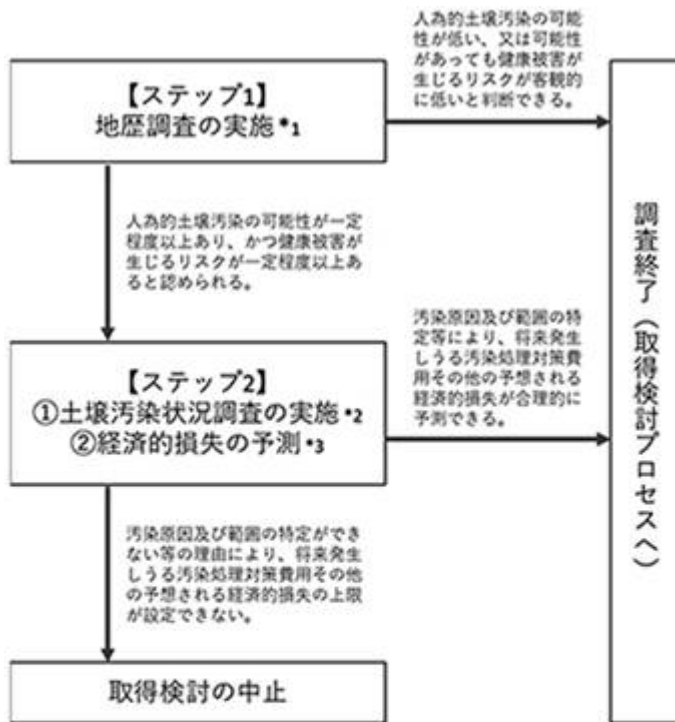 人為的土壌汚染の可能
性が低い、又は可能性
があっても健康被害が
生じるリスクが客観的
に低いと判断できる。
【ステップ1】
地歴調査の実施*1
人為的土壌汚染の可能性が一定
程度以上あり、かつ健康被害が
生じるリスクが一定程度以上あ
ると認められる。
汚染原因及び範囲の特
定等により、将来発生
しうる汚染処理対策費
用その他の予想される
経済的損失が合理的に
予測できる。
【ステップ2】
①土壌汚染状況調査の実施*2
②経済的損失の予測*3
汚染原因及び範囲の特定ができ
ない等の理由により、将来発生
しうる汚染処理対策費用その他
の予想される経済的損失の上限
が設定できない。
取得検討の中止
調査終了(取得検討プロセスへ)